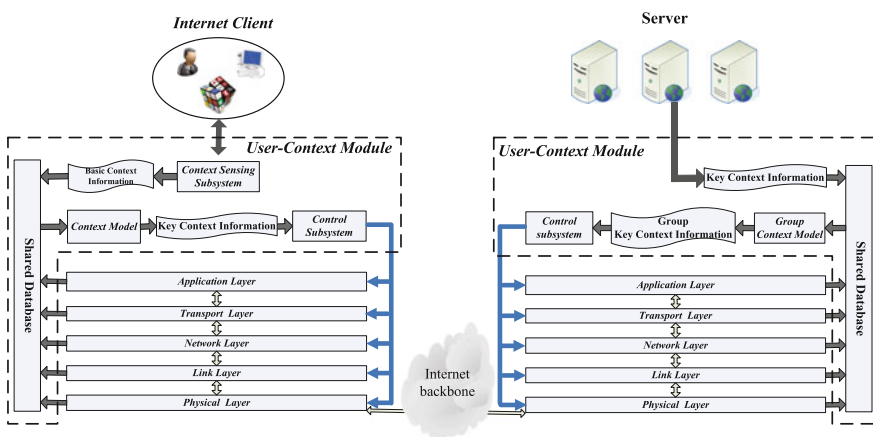 Internet Client
Server
User-Context Module
Basic Context
Information
Context Sensing
Subsystem
Context Model
Key Context Information
Control
Subsystem
Shared Database
Application Layer
Transport Layer
Network Layer
Link Layer
Physical Layer
Internet
backbone
User-Context Module
Key Context Information
Control
subsystem
Group
Key Context Information
Group
Context Model
Shared Database
Application Layer
Transport Layer
Network Layer
Link Layer
Physical Layer